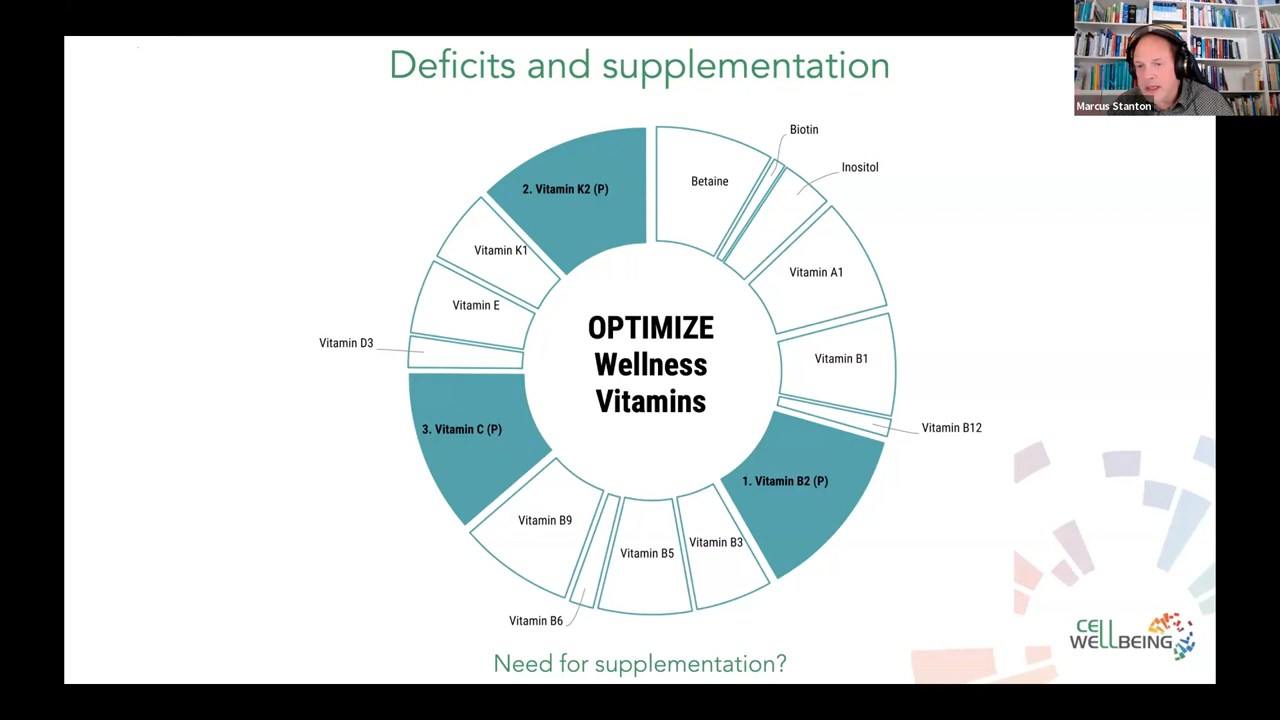 Deficits and supplementation
Marcus Stanton
Biotin
Inositol
Betaine
2. Vitamin K2 (P)
Vitamin K1
Vitamin A1
Vitamin E
Vitamin D3
Vitamin B1
OPTIMIZE
Wellness
Vitamins
3. Vitamin C (P)
Vitamin B12
1. Vitamin B2 (P)
Vitamin B9
Vitamin B5
Vitamin B3
Vitamin B6
CELL
WELLBEING
Need for supplementation?